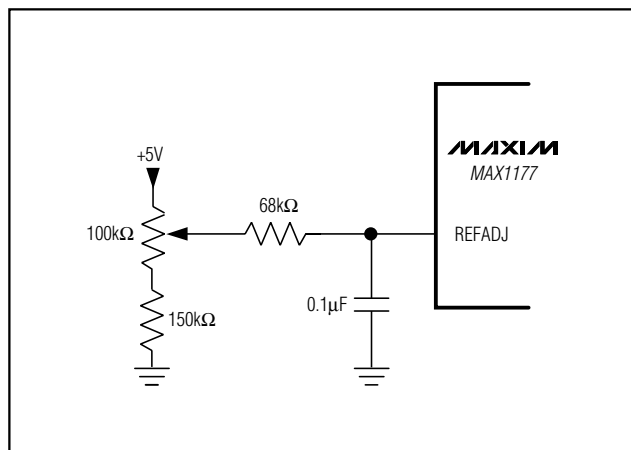 MAXIM
MAX1177
+5V
68kΩ
100kΩ
REFADJ
0.1µF
150kΩ